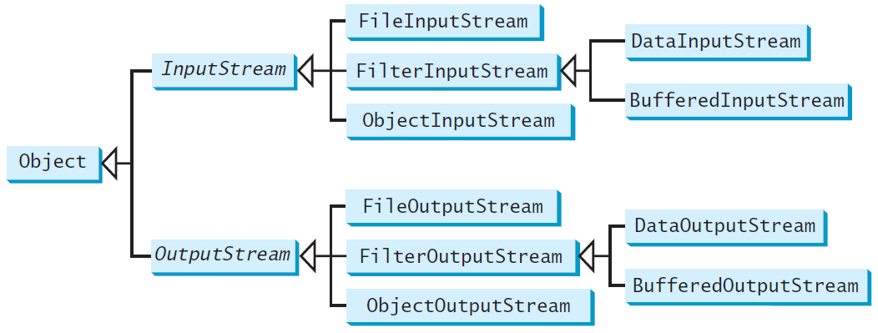 Object
InputStream
FileInputStream
FilterInputStream
ObjectInputStream
DataInputStream
BufferedInputStream
OutputStream
FileOutputStream
FilterOutputStream
ObjectOutputStream
DataOutputStream
BufferedOutputStream